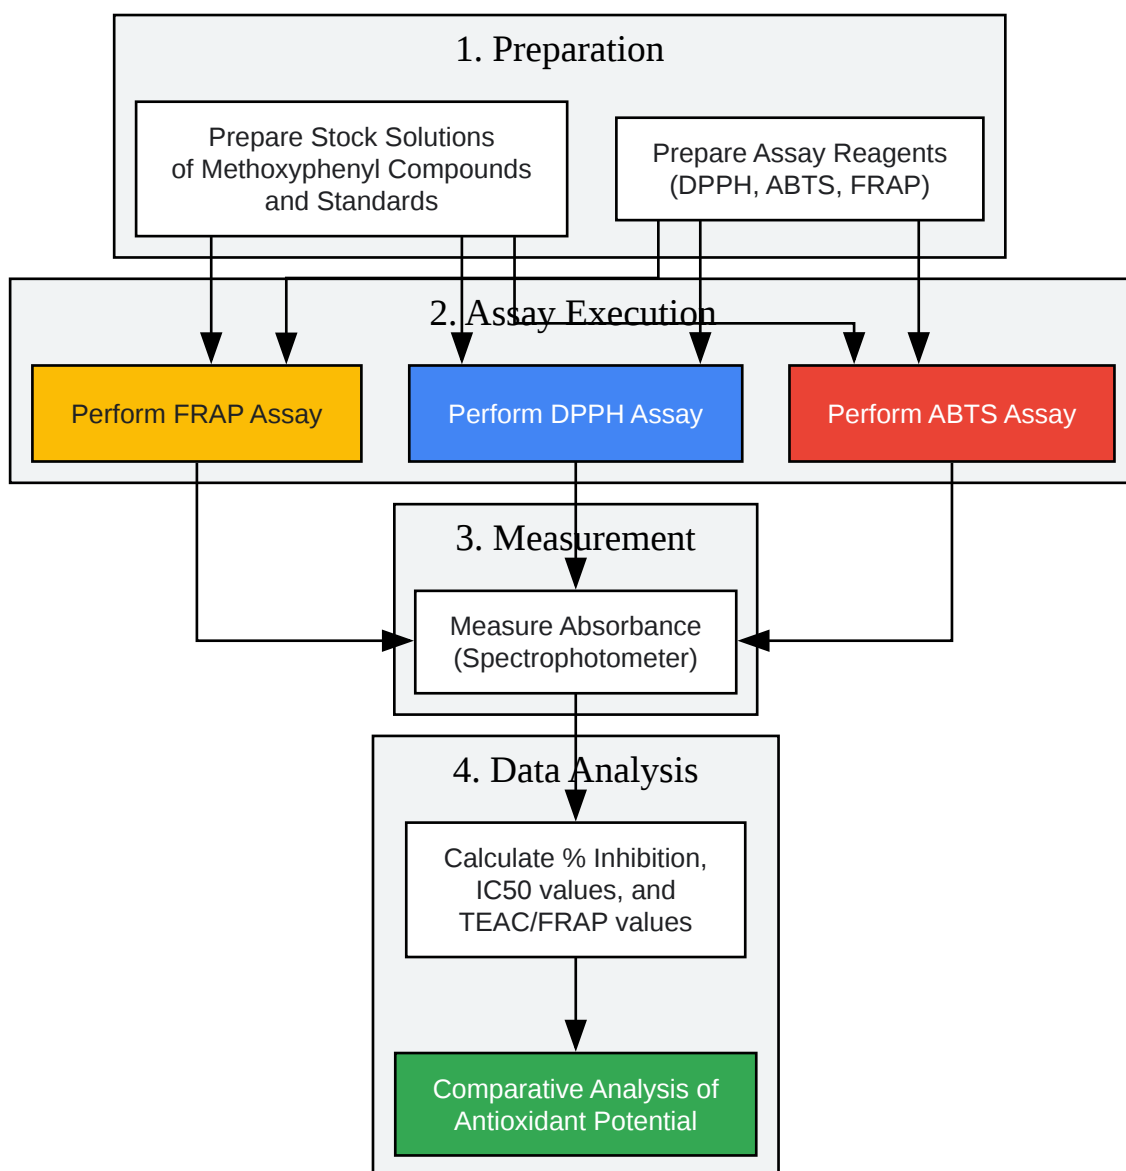 1. Preparation
Prepare Stock Solutions
of Methoxyphenyl Compounds
and Standards
Prepare Assay Reagents
(DPPH, ABTS, FRAP)
2. Assay Execution
Perform FRAP Assay
Perform DPPH Assay
Perform ABTS Assay
3. Measurement
Measure Absorbance
(Spectrophotometer)
4. Data Analysis
Calculate % Inhibition,
IC50 values, and
TEAC/FRAP values
Comparative Analysis of
Antioxidant Potential